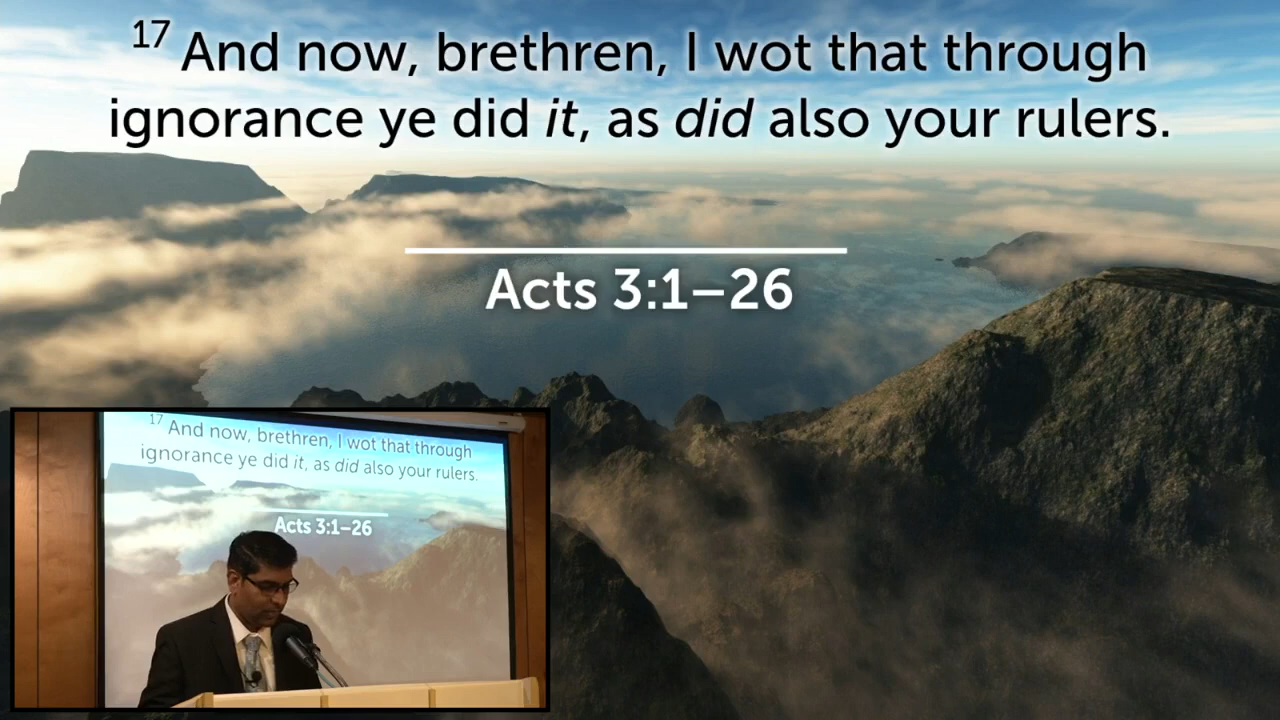 17 And now, brethren, I wot that through
ignorance ye did it, as did also your rulers.
Acts 3:1–26
17 And now, brethren, I wot that through
ignorance ye did it, as did also your rulers.
Acts 3:1–26